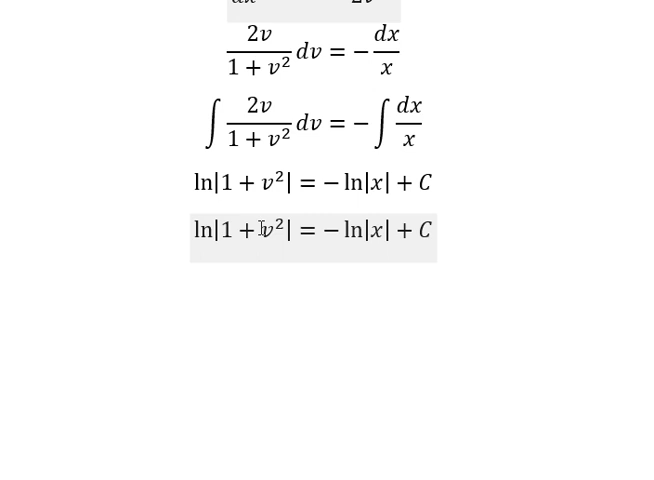 2v/(1 + v²) dv = − dx/x
∫ 2v/(1 + v²) dv = − ∫ dx/x
ln|1 + v²| = − ln|x| + C
ln|1 + v²| = − ln|x| + C